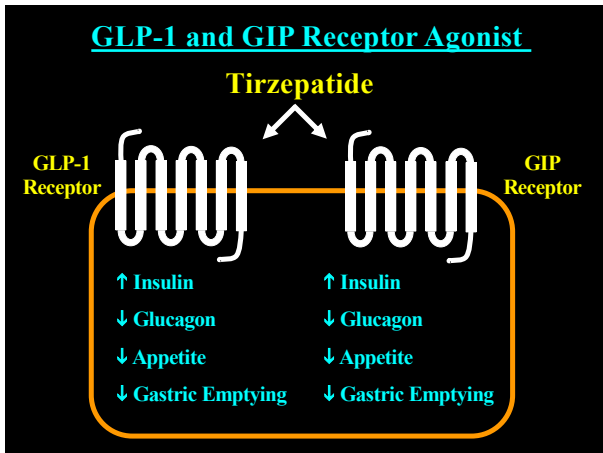 GLP-1 and GIP Receptor Agonist
Tirzepatide
GLP-1
Receptor
GIP
Receptor
↑ Insulin
↓ Glucagon
↓ Appetite
↓ Gastric Emptying
↑ Insulin
↓ Glucagon
↓ Appetite
↓ Gastric Emptying